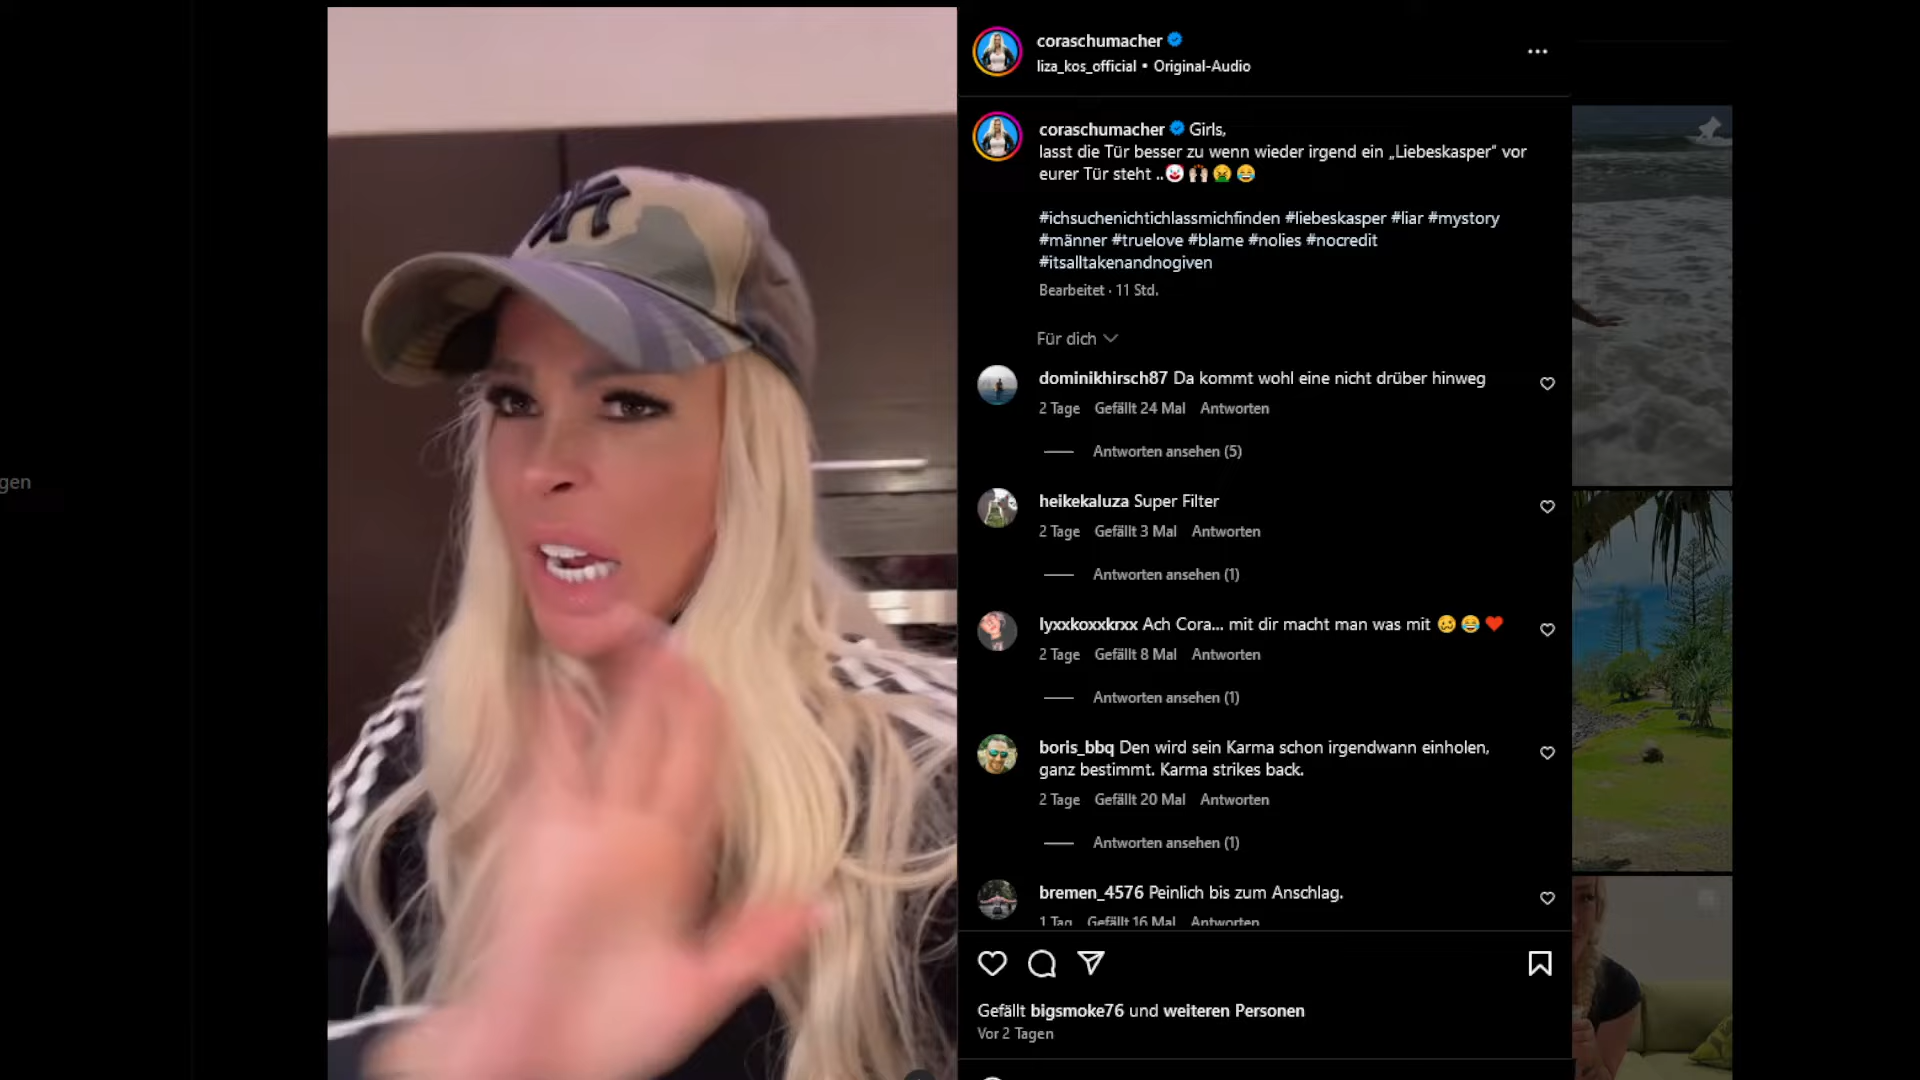 coraschumacher
liza_kos_official • Original-Audio
coraschumacher Girls,
lasst die Tür besser zu wenn wieder irgend ein „Liebeskasper“ vor
eurer Tür steht ..🤡🙌🏼🤮😂
#ichsuchenichtichlassmichfinden #liebeskasper #liar #mystory
#männer #truelove #blame #nolies #nocredit
#itsalltakenandnogiven
Bearbeitet · 11 Std.
Für dich
dominikhirsch87 Da kommt wohl eine nicht drüber hinweg
2 Tage Gefällt 24 Mal Antworten
Antworten ansehen (5)
gen
heikekaluza Super Filter
2 Tage Gefällt 3 Mal Antworten
Antworten ansehen (1)
lyxxkoxxkrxx Ach Cora... mit dir macht man was mit 🥴😂❤️
2 Tage Gefällt 8 Mal Antworten
Antworten ansehen (1)
boris_bbq Den wird sein Karma schon irgendwann einholen,
ganz bestimmt. Karma strikes back.
2 Tage Gefällt 20 Mal Antworten
Antworten ansehen (1)
bremen_4576 Peinlich bis zum Anschlag.
1 Tag Gefällt 16 Mal Antworten
Gefällt bigsmoke76 und weiteren Personen
Vor 2 Tagen
NY